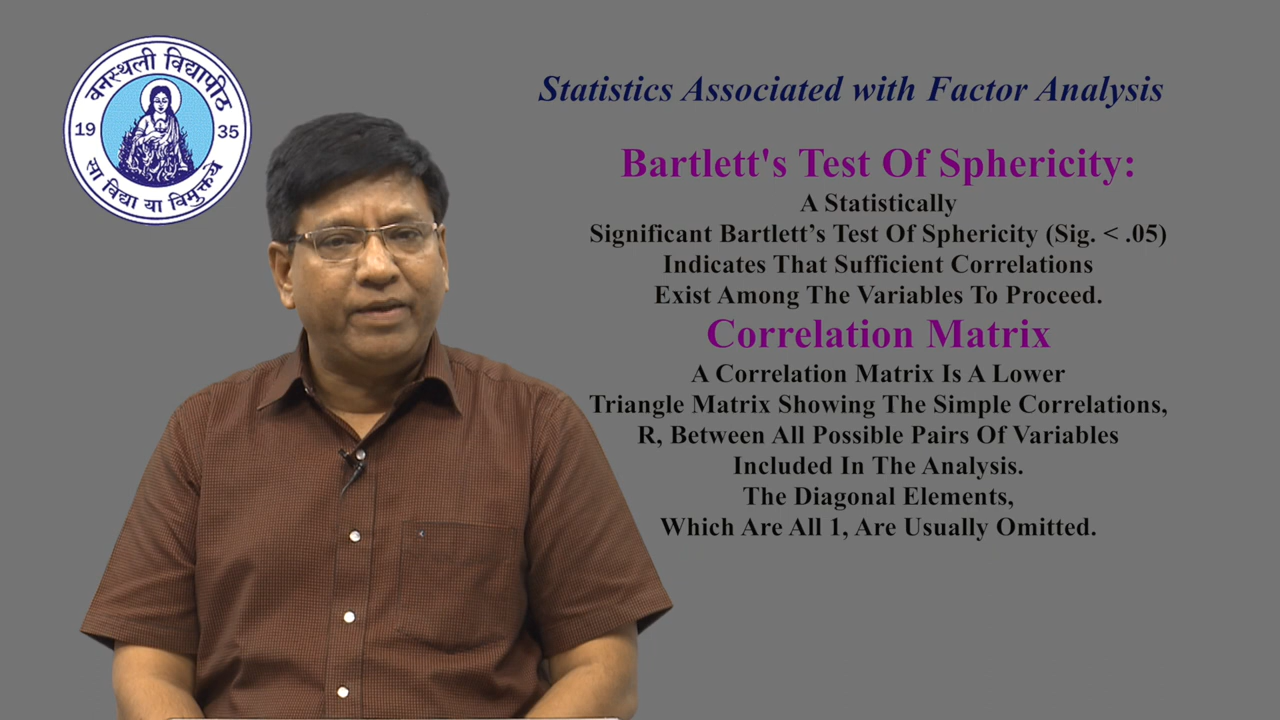 वनस्थली विद्यापीठ
19 35
सा विद्या या विमुक्तये
Statistics Associated with Factor Analysis
Bartlett's Test Of Sphericity:
A Statistically
Significant Bartlett’s Test Of Sphericity (Sig. < .05)
Indicates That Sufficient Correlations
Exist Among The Variables To Proceed.
Correlation Matrix
A Correlation Matrix Is A Lower
Triangle Matrix Showing The Simple Correlations,
R, Between All Possible Pairs Of Variables
Included In The Analysis.
The Diagonal Elements,
Which Are All 1, Are Usually Omitted.